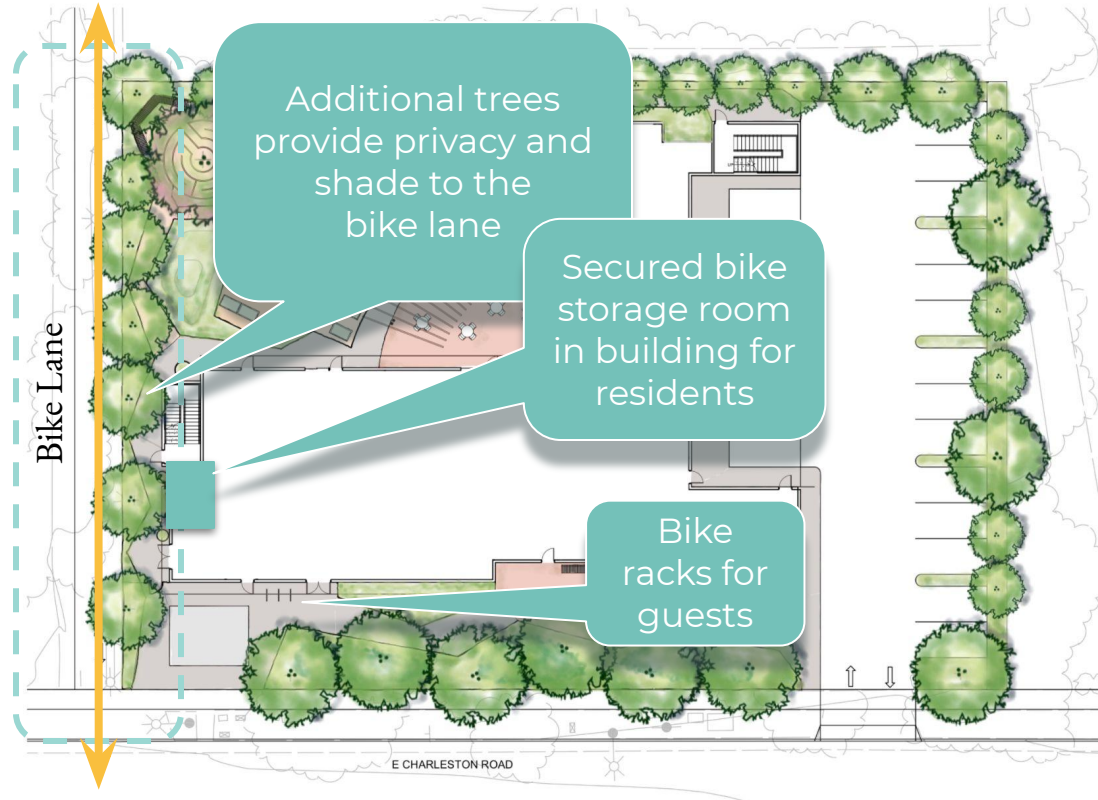 Additional trees
provide privacy and
shade to the
bike lane
Secured bike
storage room
in building for
residents
Bike Lane
Bike
racks for
guests
E CHARLESTON ROAD